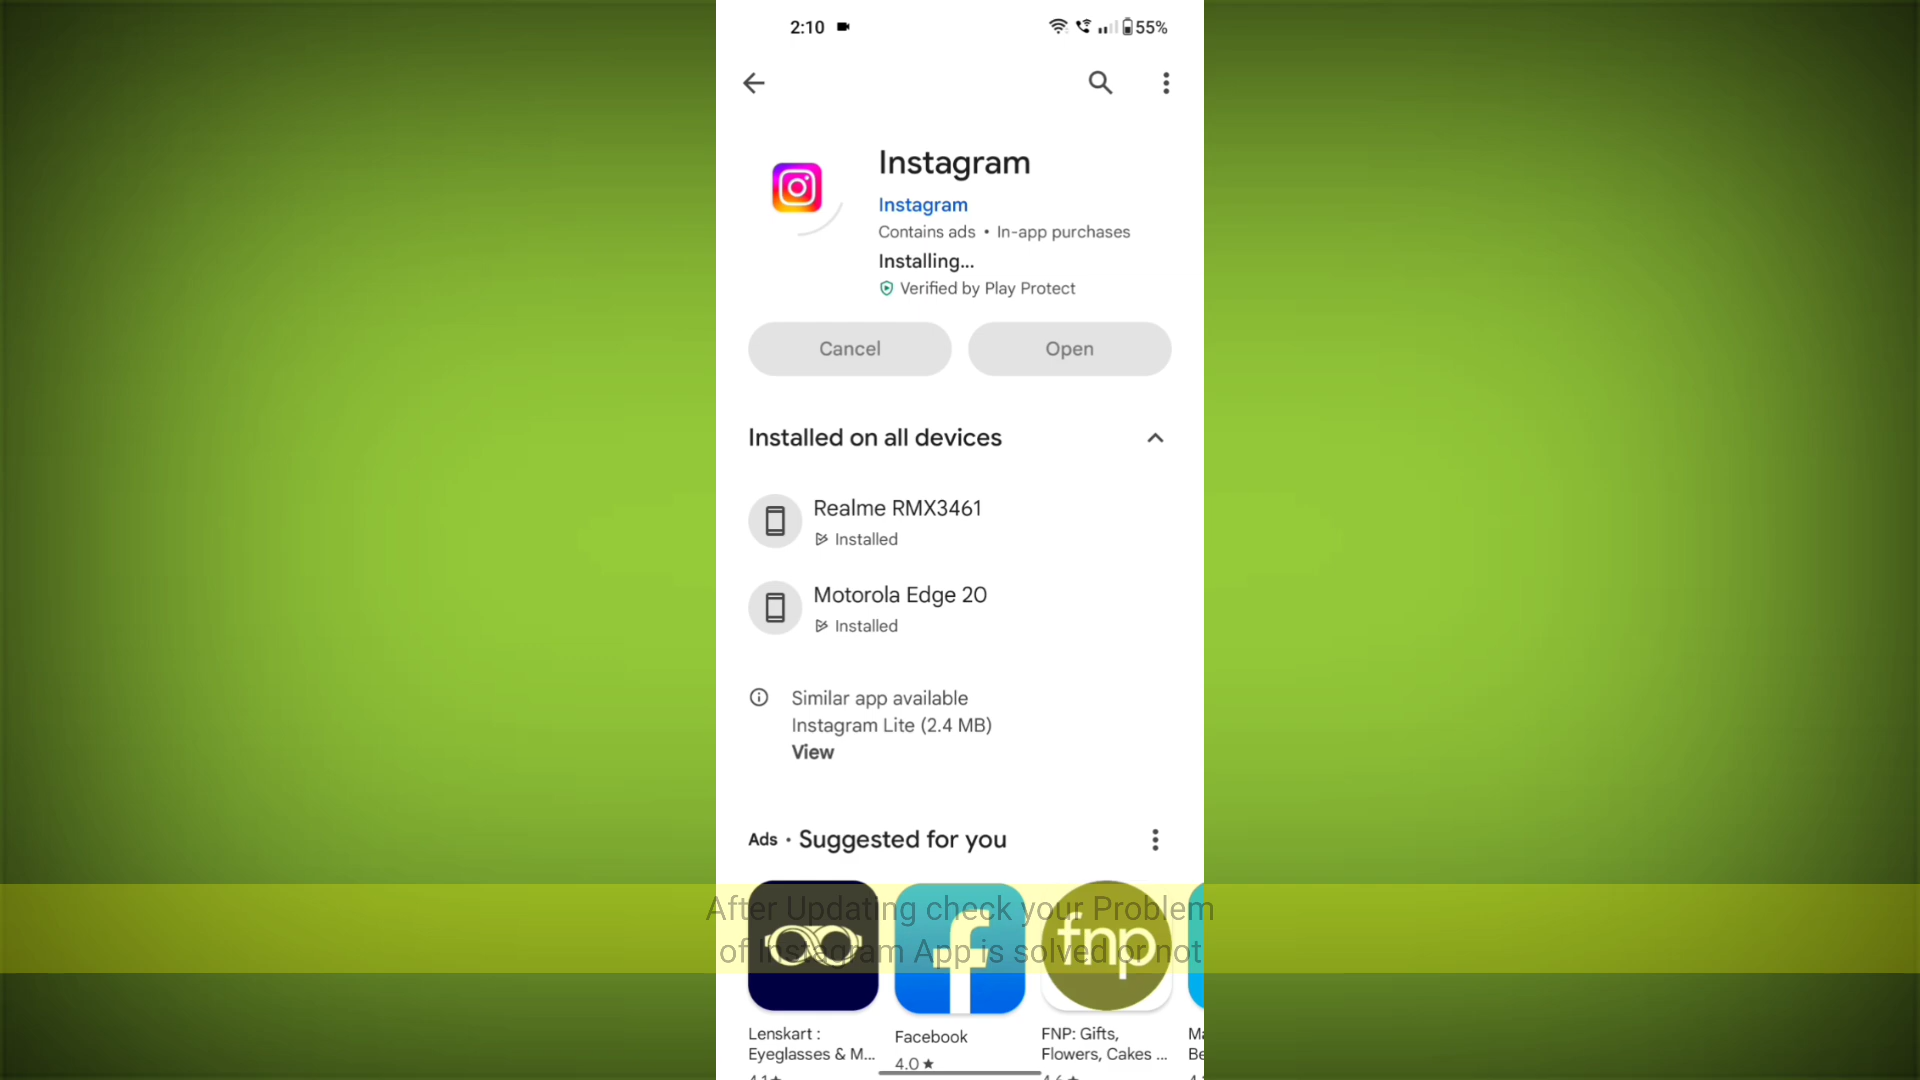 2:10
55%
Instagram
Instagram
Contains ads • In-app purchases
Installing...
Verified by Play Protect
Cancel
Open
Installed on all devices
Realme RMX3461
Installed
Motorola Edge 20
Installed
Similar app available
Instagram Lite (2.4 MB)
View
Ads • Suggested for you
After Updating check your Problem
of Instagram App is solved or not
fnp
Lenskart :
Eyeglasses & M...
Facebook
4.0 ★
FNP: Gifts,
Flowers, Cakes ...